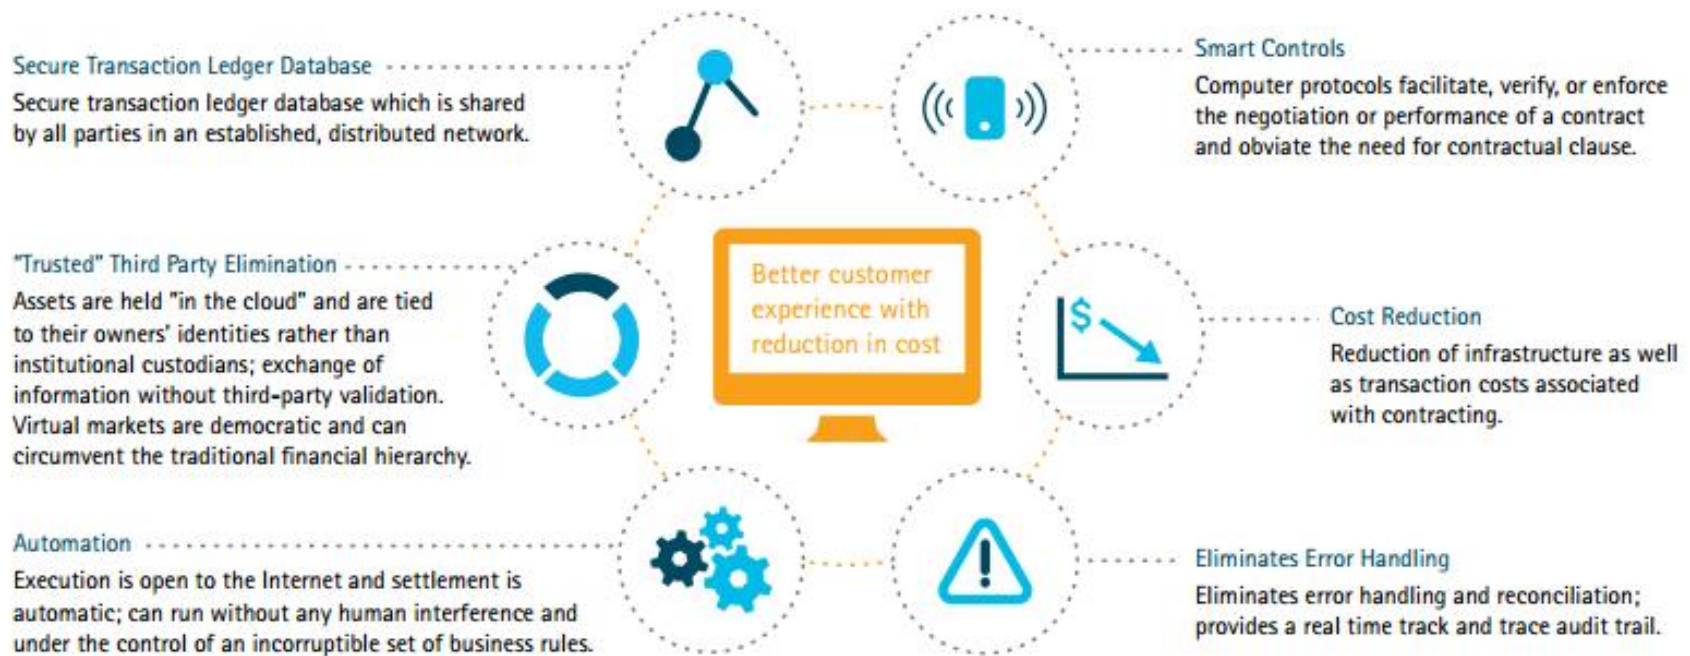 Secure Transaction Ledger Database
Secure transaction ledger database which is shared
by all parties in an established, distributed network.
Smart Controls
Computer protocols facilitate, verify, or enforce
the negotiation or performance of a contract
and obviate the need for contractual clause.
"Trusted" Third Party Elimination
Assets are held "in the cloud" and are tied
to their owners' identities rather than
institutional custodians; exchange of
information without third-party validation.
Virtual markets are democratic and can
circumvent the traditional financial hierarchy.
Better customer
experience with
reduction in cost
$
Cost Reduction
Reduction of infrastructure as well
as transaction costs associated
with contracting.
Automation
Execution is open to the Internet and settlement is
automatic; can run without any human interference and
under the control of an incorruptible set of business rules.
Eliminates Error Handling
Eliminates error handling and reconciliation;
provides a real time track and trace audit trail.